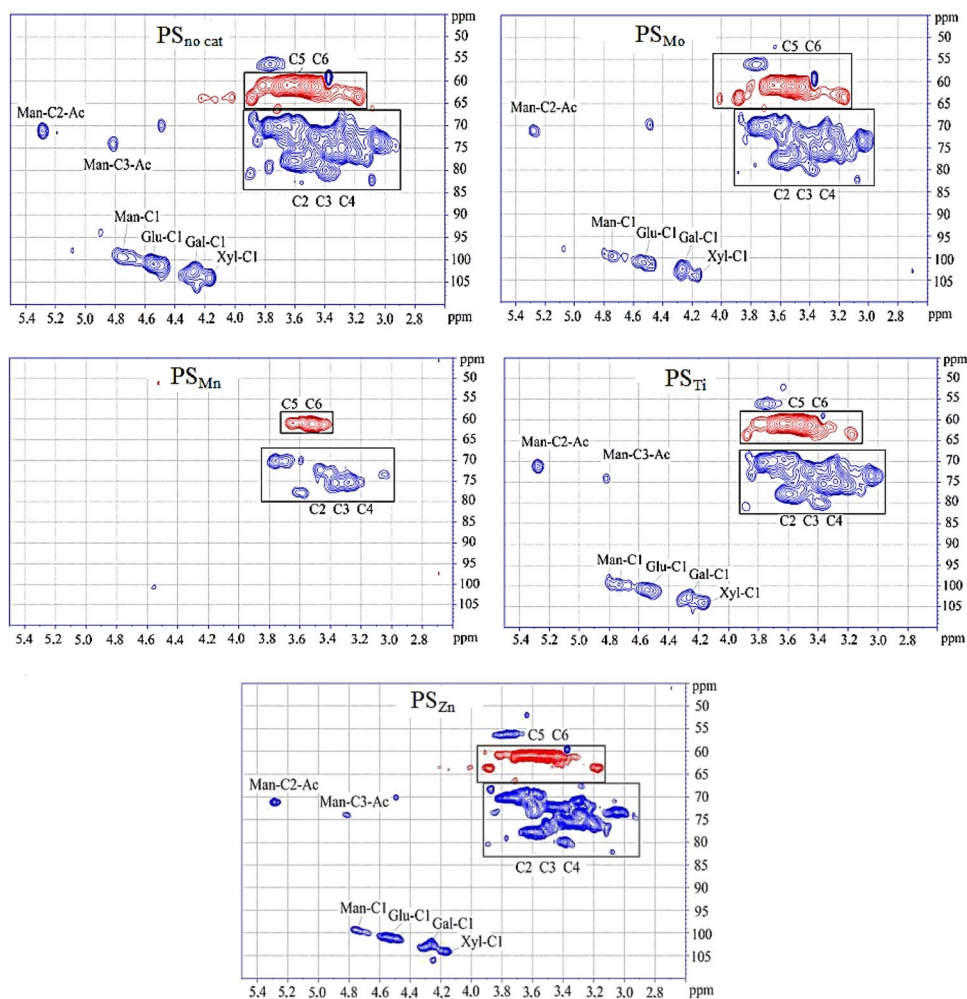 PSno cat
ppm
50
55
60
65
70
75
80
85
90
95
100
105
C5 C6
Man-C2-Ac
Man-C3-Ac
C2 C3 C4
Man-C1
Glu-C1
Gal-C1
Xyl-C1
5.4 5.2 5.0 4.8 4.6 4.4 4.2 4.0 3.8 3.6 3.4 3.2 3.0 2.8
ppm
PSMo
ppm
50
55
60
65
70
75
80
85
90
95
100
105
C5 C6
Man-C2-Ac
C2 C3 C4
Man-C1
Glu-C1
Gal-C1
Xyl-C1
5.4 5.2 5.0 4.8 4.6 4.4 4.2 4.0 3.8 3.6 3.4 3.2 3.0 2.8
ppm
PSMn
ppm
50
55
60
65
70
75
80
85
90
95
100
105
C5 C6
C2 C3 C4
5.4 5.2 5.0 4.8 4.6 4.4 4.2 4.0 3.8 3.6 3.4 3.2 3.0 2.8
ppm
PSTi
ppm
50
55
60
65
70
75
80
85
90
95
100
105
C5 C6
Man-C2-Ac
Man-C3-Ac
C2 C3 C4
Man-C1
Glu-C1
Gal-C1
Xyl-C1
5.4 5.2 5.0 4.8 4.6 4.4 4.2 4.0 3.8 3.6 3.4 3.2 3.0 2.8
ppm
PSZn
ppm
50
55
60
65
70
75
80
85
90
95
100
105
C5 C6
Man-C2-Ac
Man-C3-Ac
C2 C3 C4
Man-C1
Glu-C1
Gal-C1
Xyl-C1
5.4 5.2 5.0 4.8 4.6 4.4 4.2 4.0 3.8 3.6 3.4 3.2 3.0 2.8
ppm